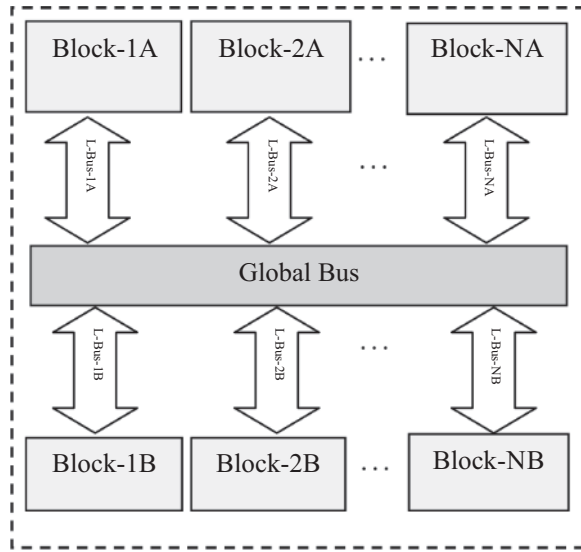 Block-1A Block-2A ... Block-NA
L-Bus-1A L-Bus-2A ... L-Bus-NA
Global Bus
L-Bus-1B L-Bus-2B ... L-Bus-NB
Block-1B Block-2B ... Block-NB